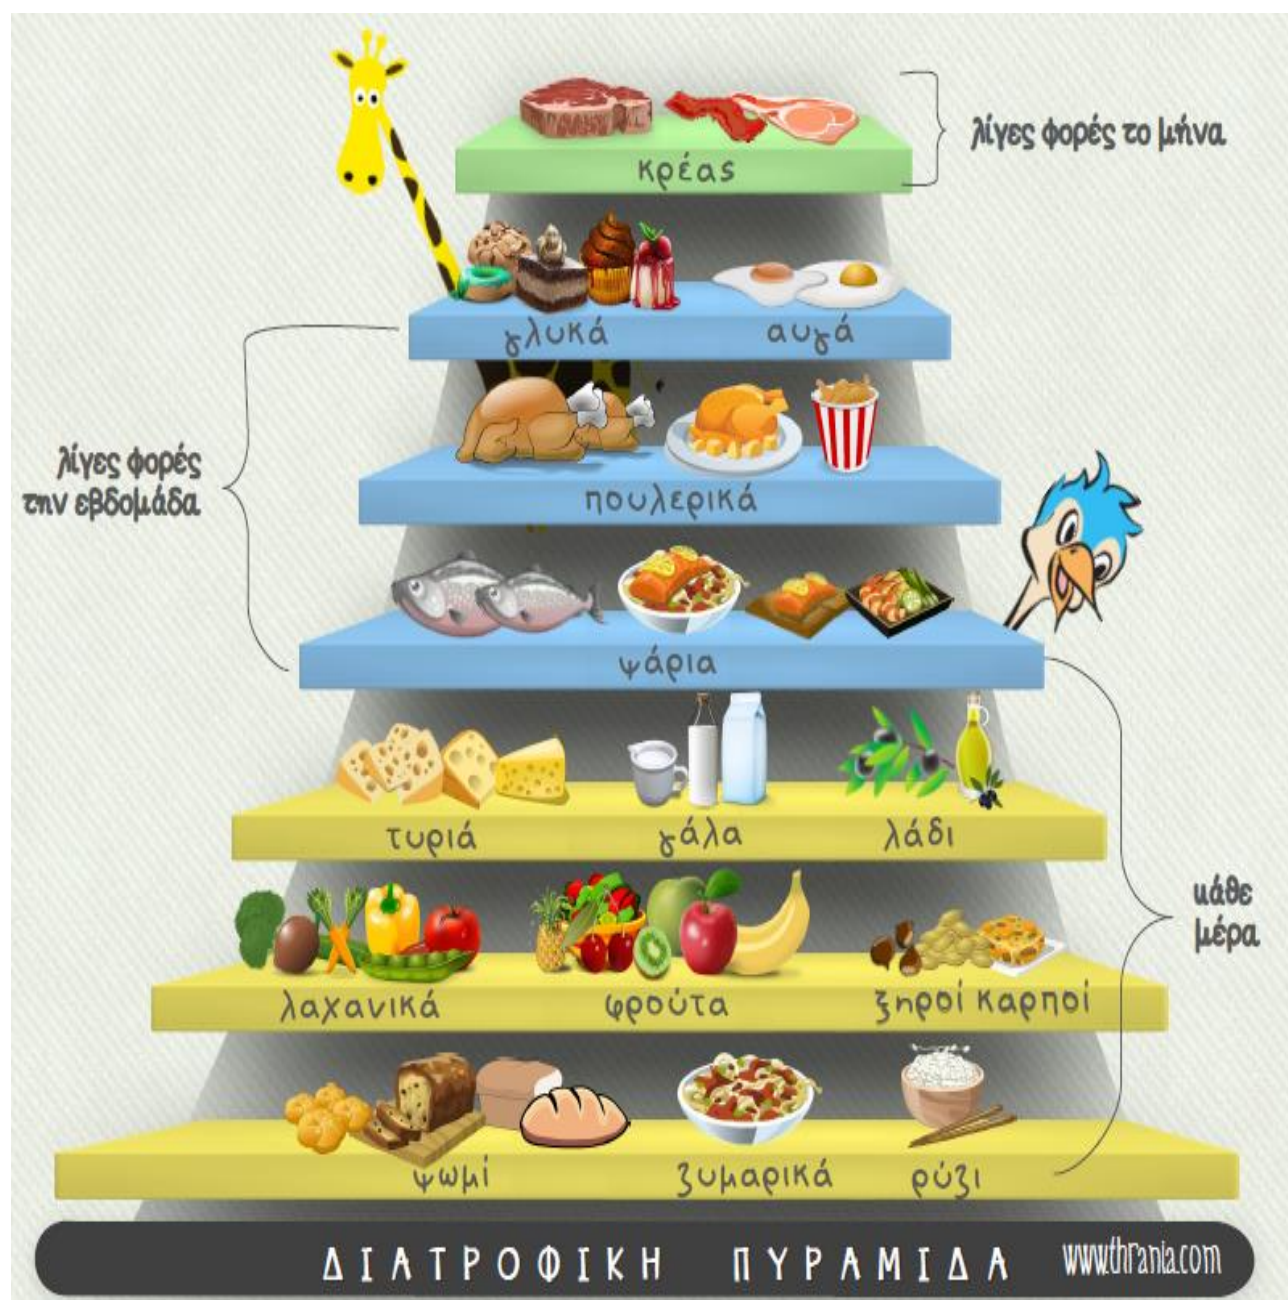 κρέας
λίγες φορές το μήνα
γλυκά αυγά
πουλερικά
λίγες φορές
την εβδομάδα
ψάρια
τυριά γάλα λάδι
λαχανικά φρούτα ξηροί καρποί
κάθε
μέρα
ψωμί ζυμαρικά ρύζι
ΔΙΑΤΡΟΦΙΚΗ ΠΥΡΑΜΙΔΑ www.thrania.com